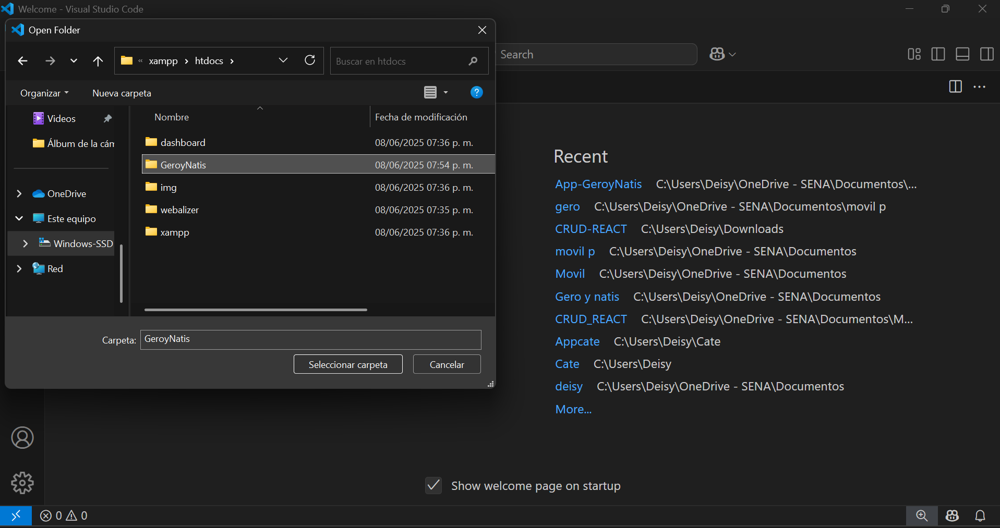 Welcome - Visual Studio Code
Open Folder
« xampp › htdocs ›
Buscar en htdocs
Search
Organizar
Nueva carpeta
?
Videos
Álbum de la cám
OneDrive
Este equipo
Windows-SSD
Red
Nombre
Fecha de modificación
dashboard 08/06/2025 07:36 p. m.
GeroyNatis 08/06/2025 07:54 p. m.
img 08/06/2025 07:36 p. m.
webalizer 08/06/2025 07:35 p. m.
xampp 08/06/2025 07:36 p. m.
Carpeta: GeroyNatis
Seleccionar carpeta
Cancelar
Recent
App-GeroyNatis C:\Users\Deisy\OneDrive - SENA\Documentos\...
gero C:\Users\Deisy\OneDrive - SENA\Documentos\movil p
CRUD-REACT C:\Users\Deisy\Downloads
movil p C:\Users\Deisy\OneDrive - SENA\Documentos
Movil C:\Users\Deisy\OneDrive - SENA\Documentos
Gero y natis C:\Users\Deisy\OneDrive - SENA\Documentos
CRUD_REACT C:\Users\Deisy\OneDrive - SENA\Documentos\M...
Appcate C:\Users\Deisy\Cate
Cate C:\Users\Deisy
deisy C:\Users\Deisy\OneDrive - SENA\Documentos
More...
Show welcome page on startup
0 0